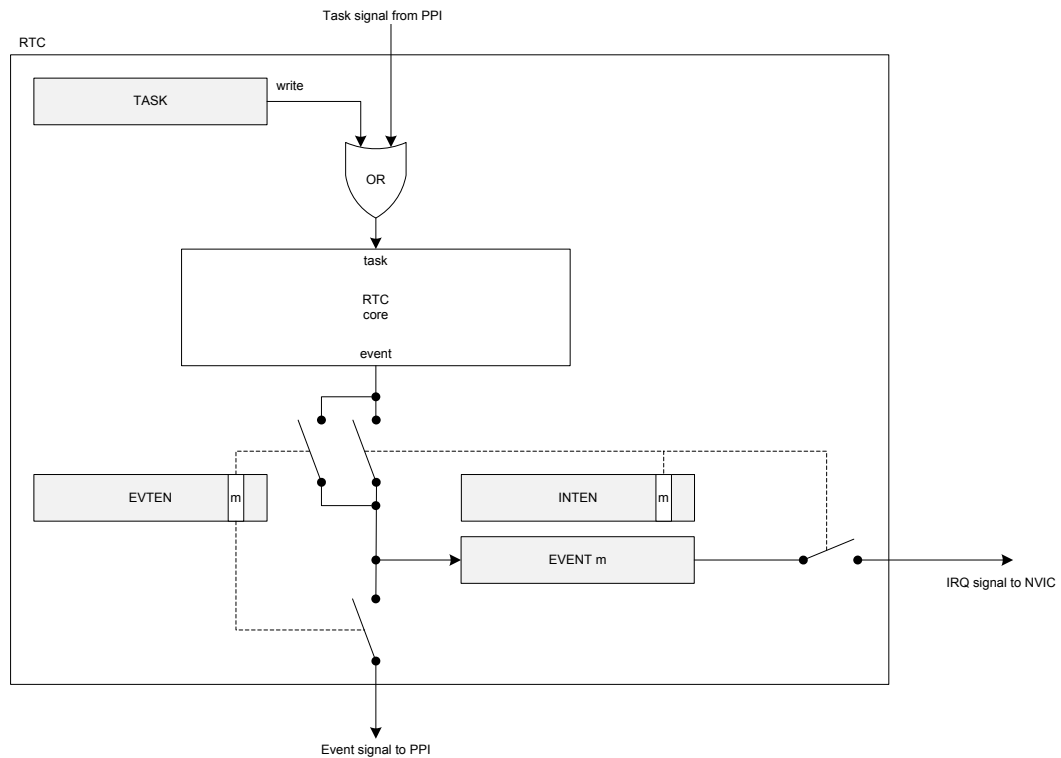 Task signal from PPI
RTC
write
TASK
OR
task
RTC
core
event
EVTEN
m
INTEN
m
EVENT m
IRQ signal to NVIC
Event signal to PPI